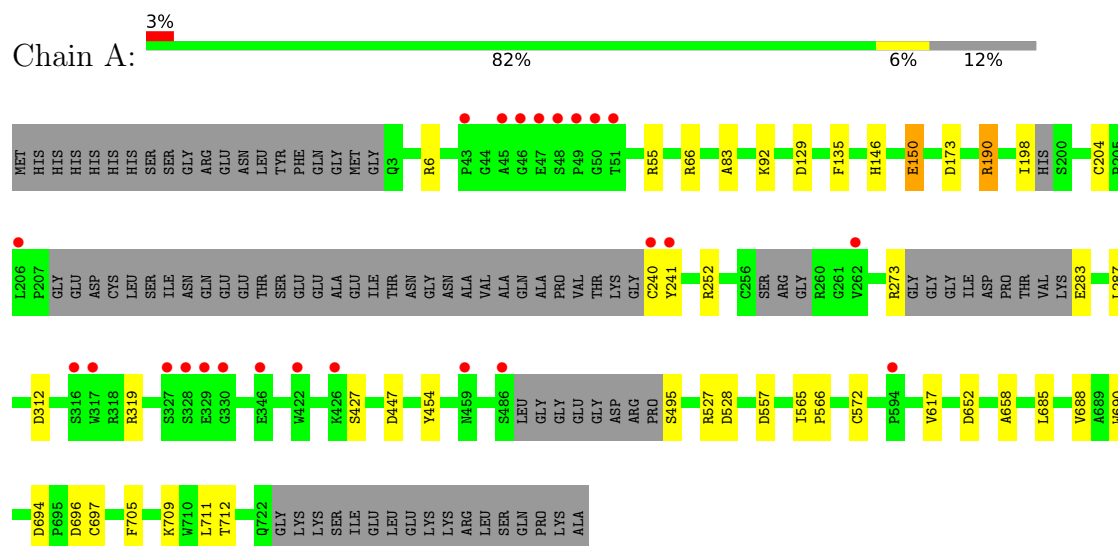 3%
Chain A:
82% 6% 12%
MET HIS HIS HIS HIS HIS HIS SER SER GLY ARG GLU ASN LEU TYR PHE GLN GLY MET GLY Q3 R6 P43 G44 A45 G46 E47 S48 P49 G50 T51 R55 R66 A83 K92 D129 F135 H146 E150 D173 R190 I198 HIS S200 C204
L206 P207 GLY GLU ASP CYS LEU SER ILE ASN GLN GLU GLU THR SER GLU GLU ALA GLU ILE THR ASN GLY ASN ALA VAL ALA GLN ALA PRO VAL THR LYS GLY C240 Y241 R252 C256 SER ARG GLY R260 G261 V262 R273 GLY GLY GLY ILE ASP PRO THR VAL LYS E283
D312 S316 W317 R318 R319 S327 S328 E329 G330 E346 W422 K426 S427 D447 Y454 N459 S486 LEU GLY GLY GLU GLY ASP ARG PRO S495 R527 D528 D557 I565 P566 C572 P594 V617 D652 A658 L685 V688 A689 W690
D694 P695 D696 C697 F705 K709 W710 L711 T712 Q722 GLY LYS LYS SER ILE GLU LEU GLU LYS LYS ARG LEU SER GLN PRO LYS ALA